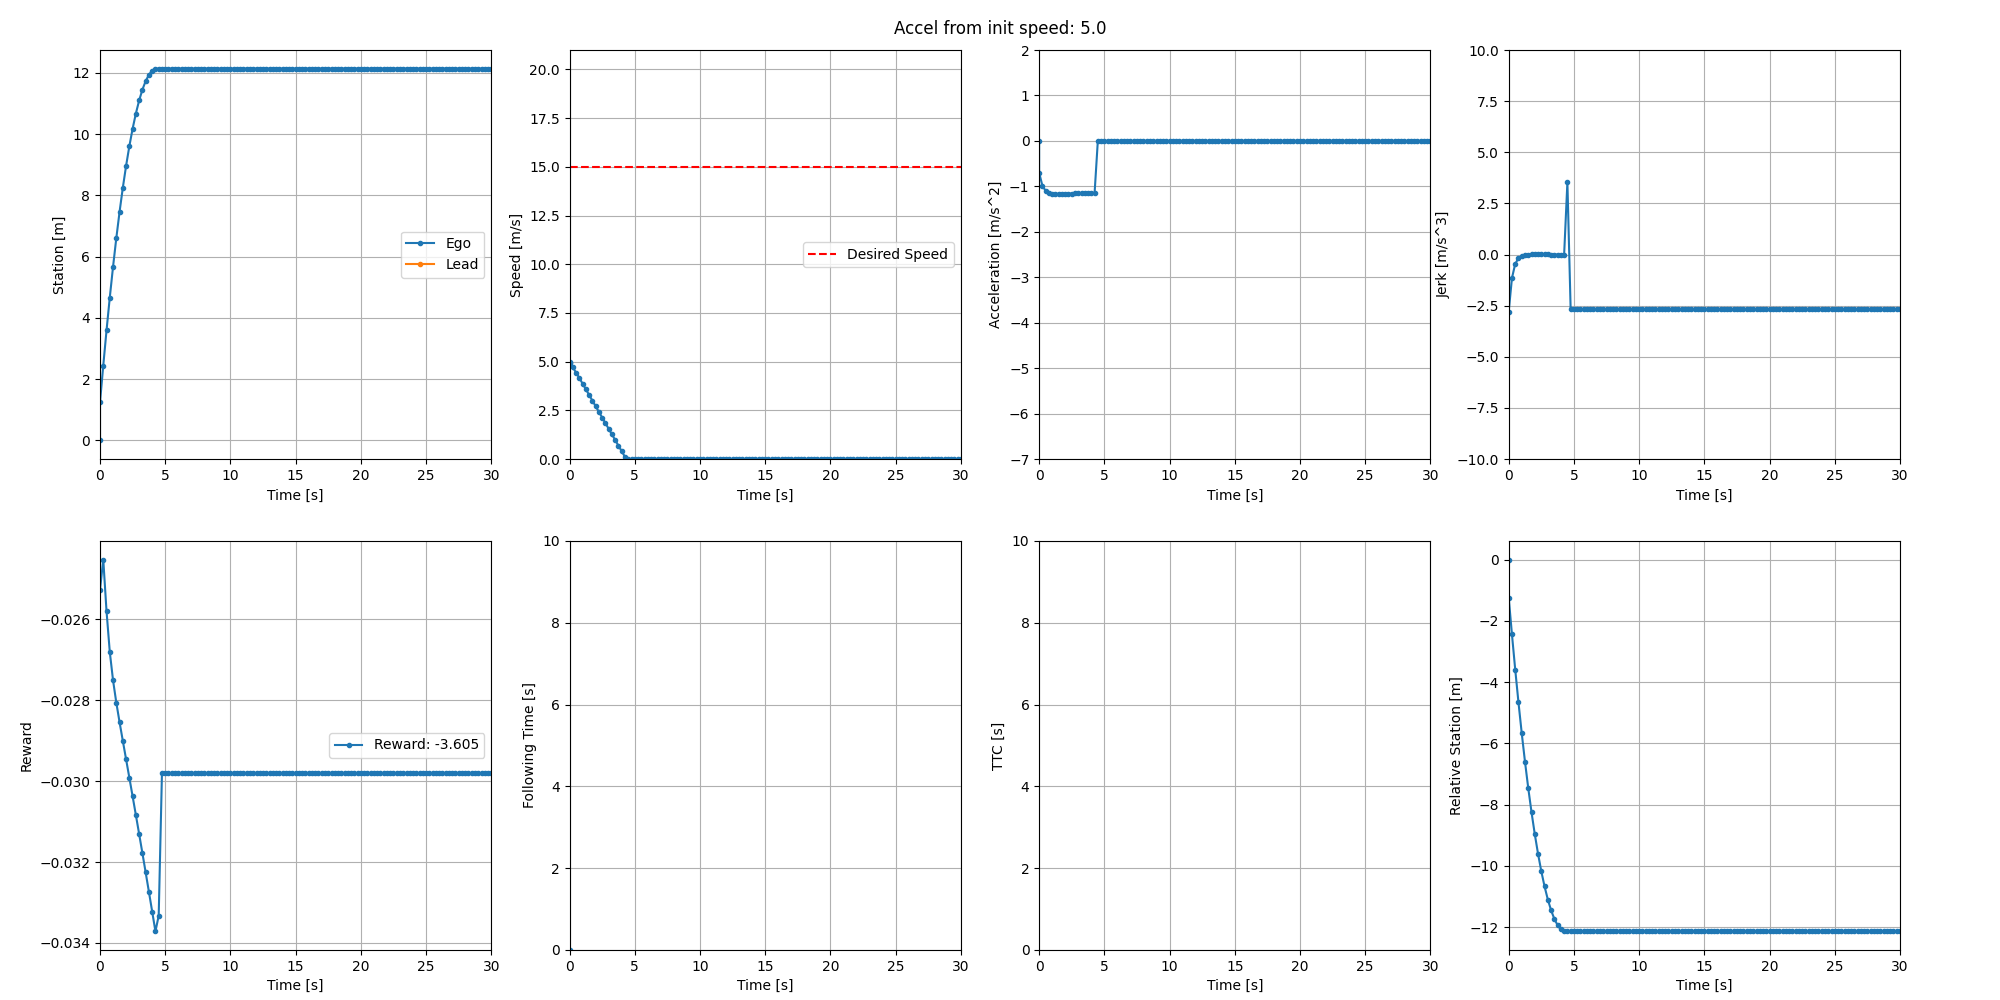 Accel from init speed: 5.0
12
10
8
6
4
2
0
Station [m]
Ego
Lead
0 5 10 15 20 25 30
Time [s]
20.0
17.5
15.0
12.5
10.0
7.5
5.0
2.5
0.0
Speed [m/s]
Desired Speed
0 5 10 15 20 25 30
Time [s]
2
1
0
−1
−2
−3
−4
−5
−6
−7
Acceleration [m/s^2]
0 5 10 15 20 25 30
Time [s]
10.0
7.5
5.0
2.5
0.0
−2.5
−5.0
−7.5
−10.0
Jerk [m/s^3]
0 5 10 15 20 25 30
Time [s]
−0.026
−0.028
−0.030
−0.032
−0.034
Reward
Reward: -3.605
0 5 10 15 20 25 30
Time [s]
10
8
6
4
2
0
Following Time [s]
0 5 10 15 20 25 30
Time [s]
10
8
6
4
2
0
TTC [s]
0 5 10 15 20 25 30
Time [s]
0
−2
−4
−6
−8
−10
−12
Relative Station [m]
0 5 10 15 20 25 30
Time [s]